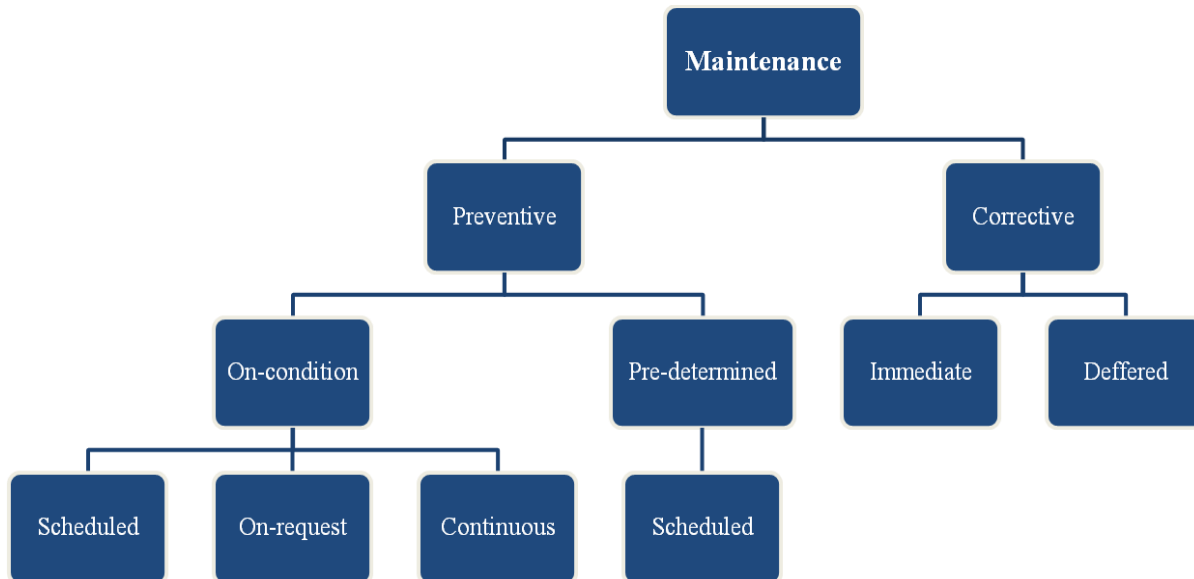 Maintenance
Preventive
Corrective
On-condition
Pre-determined
Immediate
Deffered
Scheduled
On-request
Continuous
Scheduled